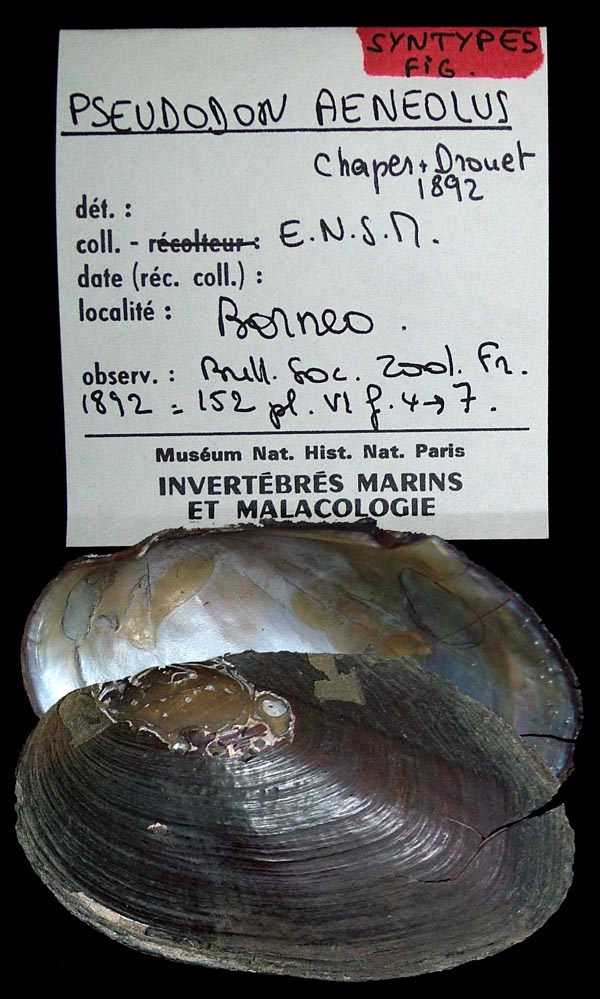 SYNTYPES
FIG.
PSEUDODON AENEOLUS
Chaper + Drouet
1892
dét. :
coll. - récolteur : E.N.S.M.
date (réc. coll.) :
localité : Borneo.
observ. : Bull. Soc. Zool. Fr.
1892 = 152 pl. VI f. 4 → 7.
Muséum Nat. Hist. Nat. Paris
INVERTÉBRÉS MARINS
ET MALACOLOGIE